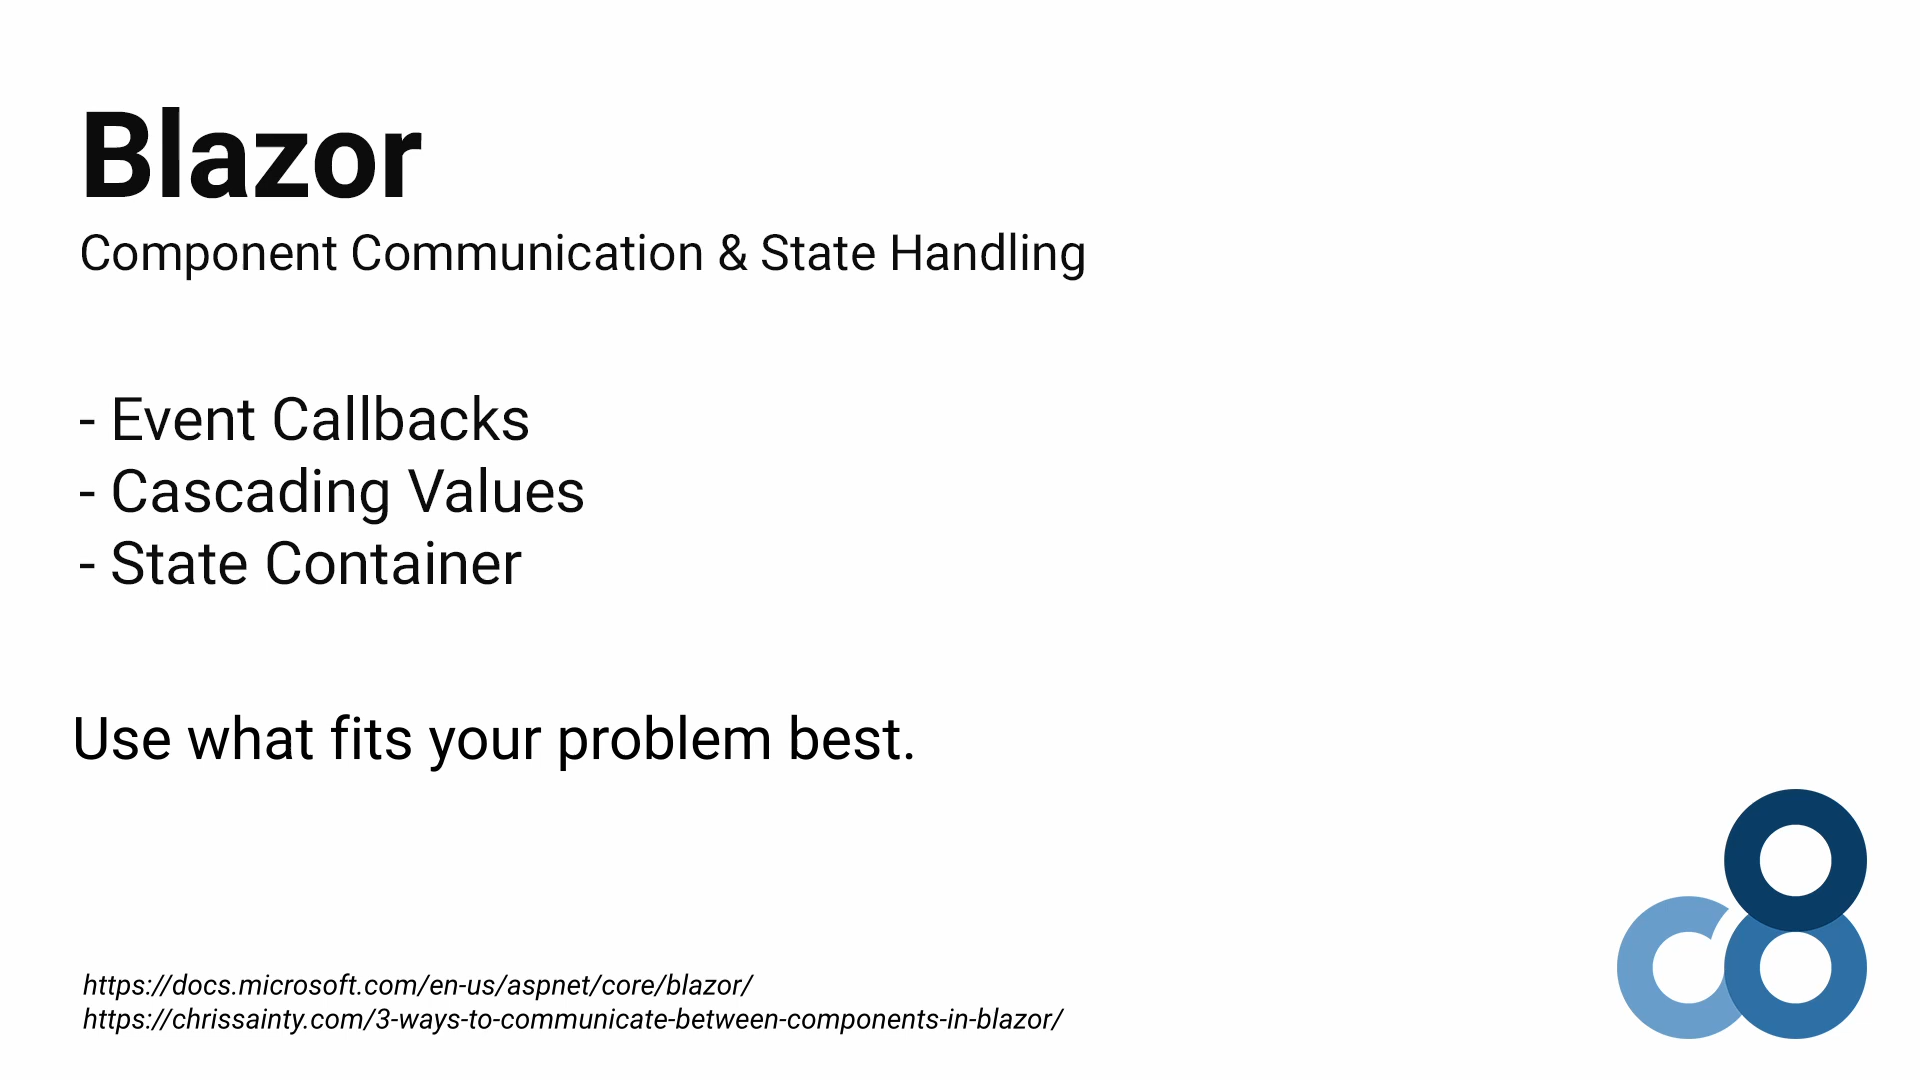 Blazor
Component Communication & State Handling
- Event Callbacks
- Cascading Values
- State Container
Use what fits your problem best.
https://docs.microsoft.com/en-us/aspnet/core/blazor/
https://chrissainty.com/3-ways-to-communicate-between-components-in-blazor/